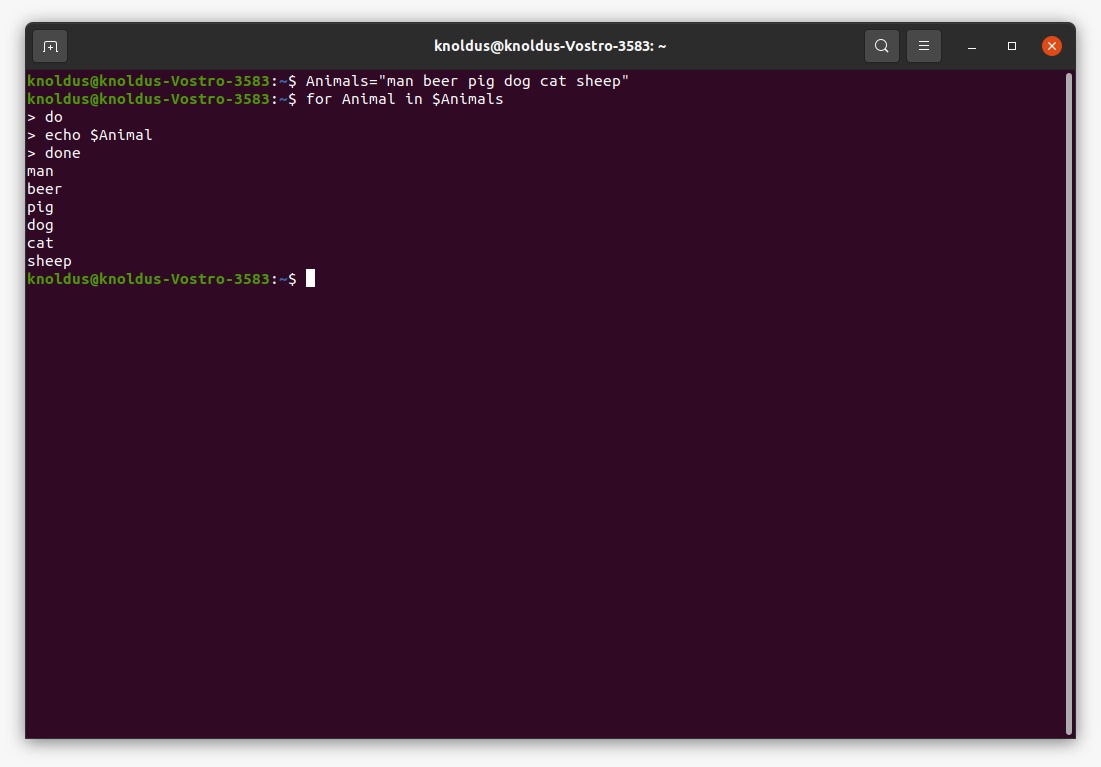 knoldus@knoldus-Vostro-3583: ~
knoldus@knoldus-Vostro-3583:~$ Animals="man beer pig dog cat sheep"
knoldus@knoldus-Vostro-3583:~$ for Animal in $Animals
> do
> echo $Animal
> done
man
beer
pig
dog
cat
sheep
knoldus@knoldus-Vostro-3583:~$